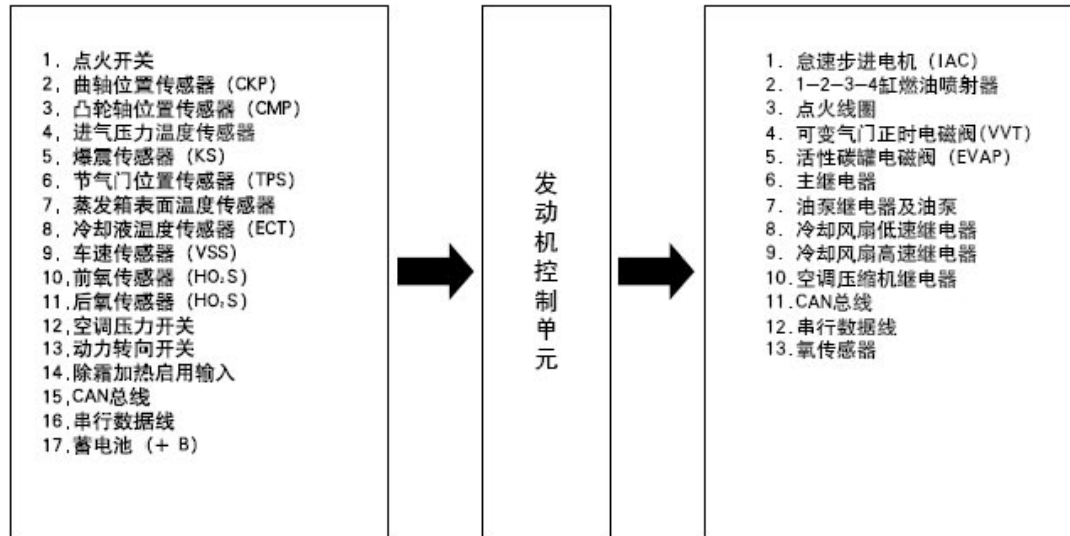 1, 点火开关
2, 曲轴位置传感器 (CKP)
3, 凸轮轴位置传感器 (CMP)
4, 进气压力温度传感器
5, 爆震传感器 (KS)
6, 节气门位置传感器 (TPS)
7, 蒸发箱表面温度传感器
8, 冷却液温度传感器 (ECT)
9, 车速传感器 (VSS)
10,前氧传感器 (HO₂S)
11,后氧传感器 (HO₂S)
12,空调压力开关
13,动力转向开关
14,除霜加热启用输入
15,CAN总线
16,串行数据线
17,蓄电池 (+ B)
发动机控制单元
1. 怠速步进电机 (IAC)
2. 1-2-3-4缸燃油喷射器
3. 点火线圈
4. 可变气门正时电磁阀(VVT)
5. 活性碳罐电磁阀 (EVAP)
6. 主继电器
7. 油泵继电器及油泵
8. 冷却风扇低速继电器
9. 冷却风扇高速继电器
10.空调压缩机继电器
11.CAN总线
12.串行数据线
13.氧传感器